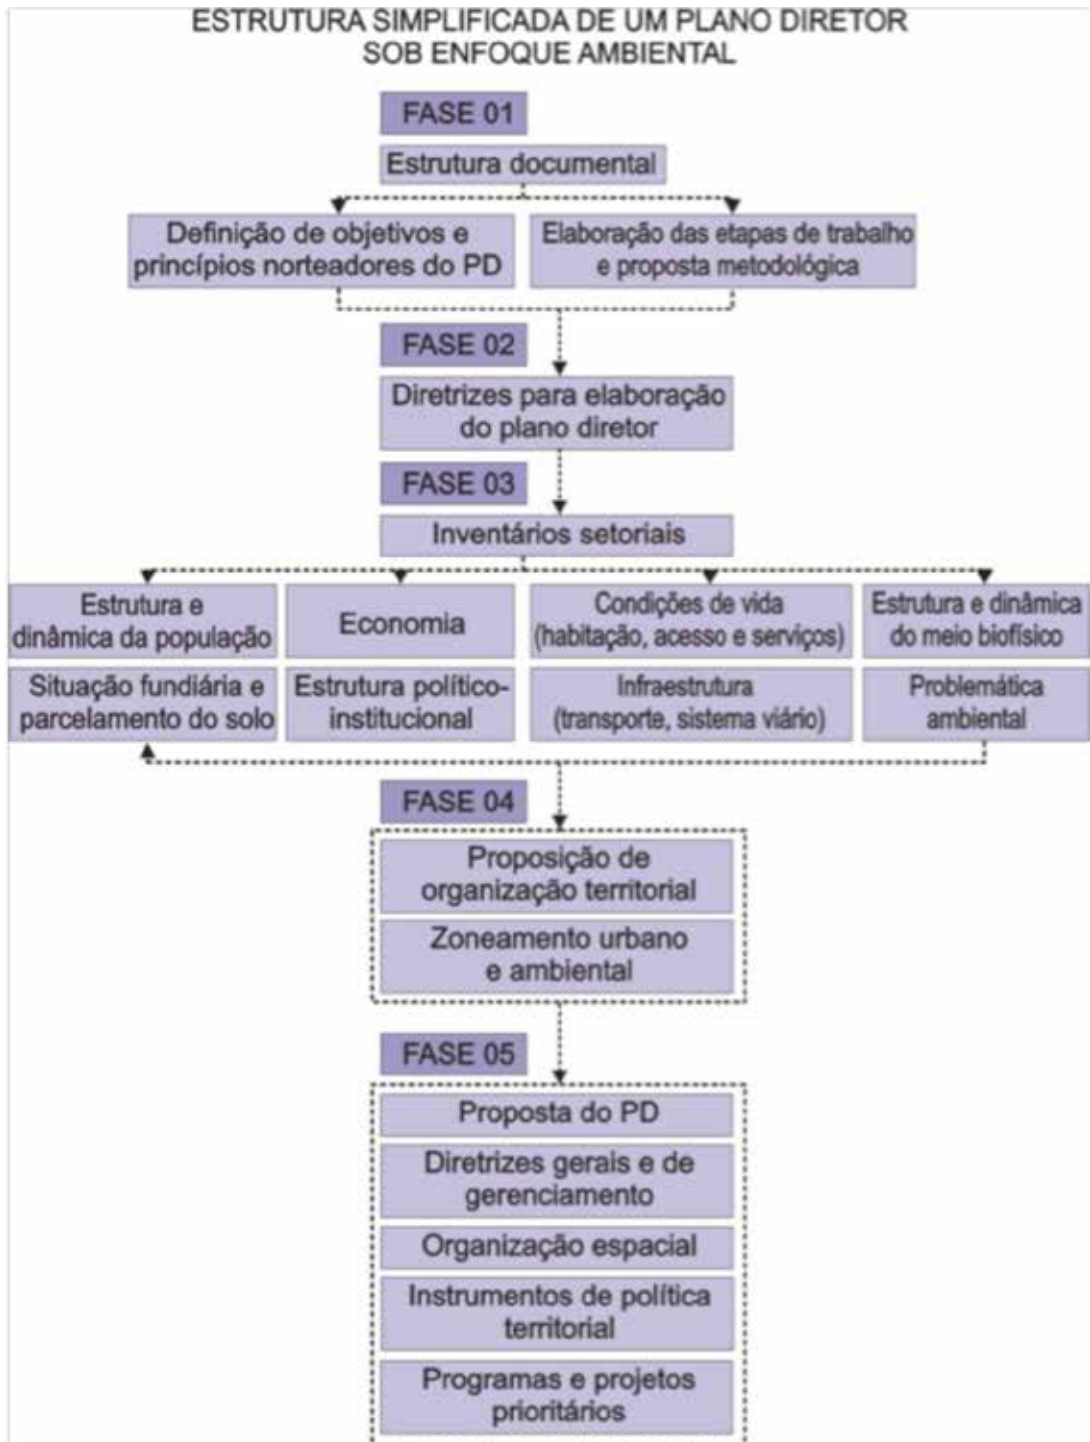 ESTRUTURA SIMPLIFICADA DE UM PLANO DIRETOR
SOB ENFOQUE AMBIENTAL
FASE 01
Estrutura documental
Definição de objetivos e
princípios norteadores do PD
Elaboração das etapas de trabalho
e proposta metodológica
FASE 02
Diretrizes para elaboração
do plano diretor
FASE 03
Inventários setoriais
Estrutura e
dinâmica da população
Economia
Condições de vida
(habitação, acesso e serviços)
Estrutura e dinâmica
do meio biofísico
Situação fundiária e
parcelamento do solo
Estrutura político-
institucional
Infraestrutura
(transporte, sistema viário)
Problemática
ambiental
FASE 04
Proposição de
organização territorial
Zoneamento urbano
e ambiental
FASE 05
Proposta do PD
Diretrizes gerais e de
gerenciamento
Organização espacial
Instrumentos de política
territorial
Programas e projetos
prioritários